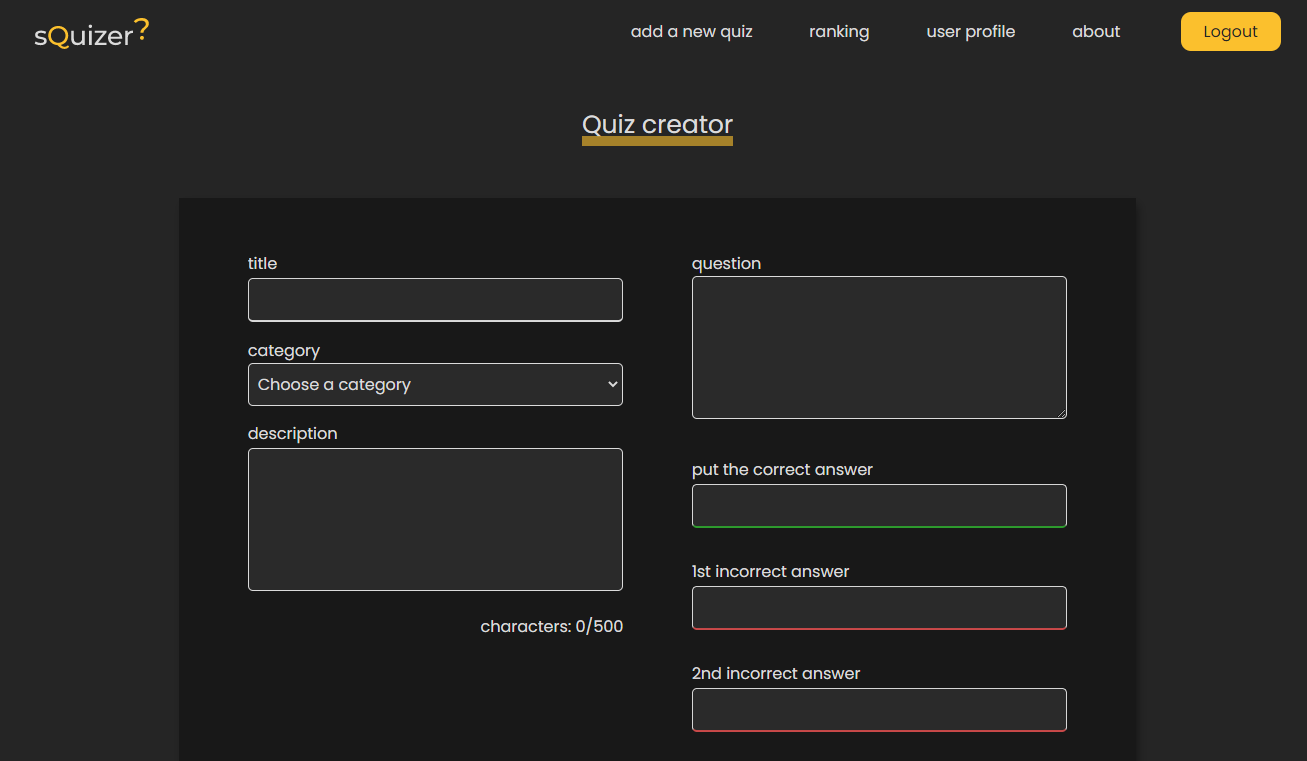 sQuizer?
add a new quiz
ranking
user profile
about
Logout
Quiz creator
title
category
Choose a category
description
characters: 0/500
question
put the correct answer
1st incorrect answer
2nd incorrect answer